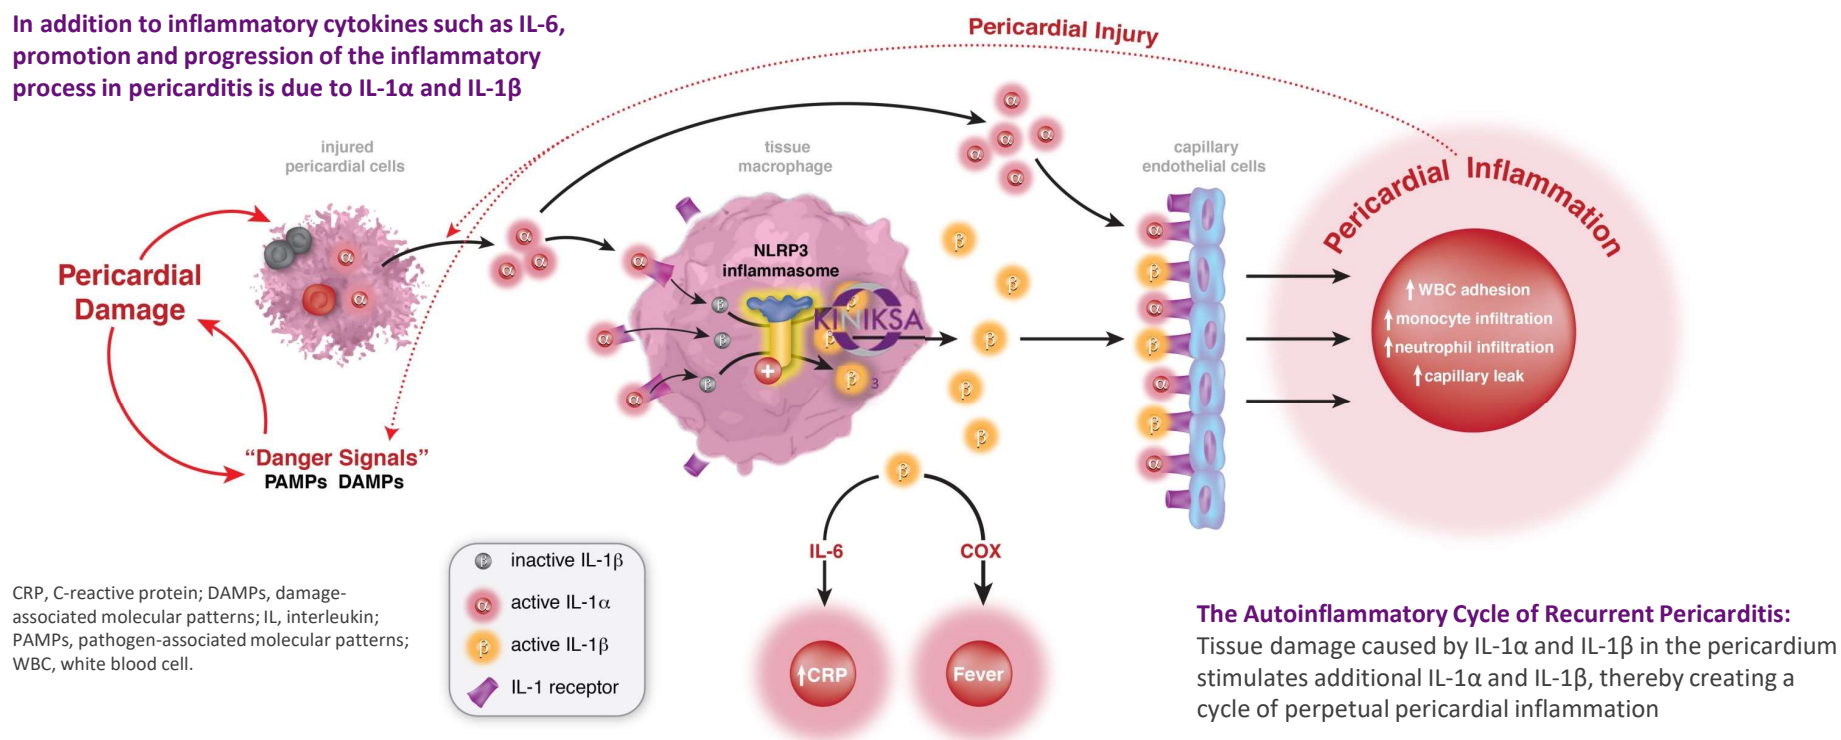 In addition to inflammatory cytokines such as IL-6,
promotion and progression of the inflammatory
process in pericarditis is due to IL-1α and IL-1β
Pericardial Injury
injured
pericardial cells
tissue
macrophage
capillary
endothelial cells
Pericardial Inflammation
Pericardial
Damage
α
α
α
α
α
α
α
α
α
α
α
α
α
NLRP3
inflammasome
β
β
β
β
β
β
+
KINIKSA
3
β
β
β
β
β
β
α
β
α
β
α
β
α
↑WBC adhesion
↑monocyte infiltration
↑neutrophil infiltration
↑capillary leak
"Danger Signals"
PAMPs DAMPs
IL-6
COX
↑CRP
Fever
β inactive IL-1β
α active IL-1α
β active IL-1β
IL-1 receptor
CRP, C-reactive protein; DAMPs, damage-
associated molecular patterns; IL, interleukin;
PAMPs, pathogen-associated molecular patterns;
WBC, white blood cell.
The Autoinflammatory Cycle of Recurrent Pericarditis:
Tissue damage caused by IL-1α and IL-1β in the pericardium
stimulates additional IL-1α and IL-1β, thereby creating a
cycle of perpetual pericardial inflammation